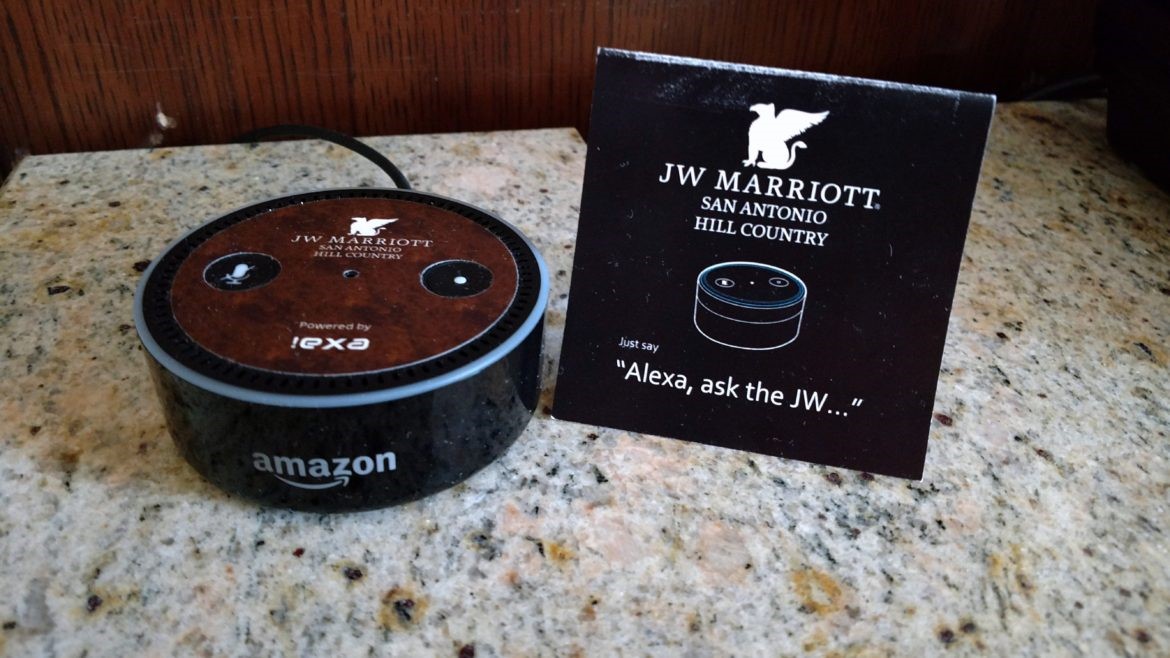 JW MARRIOTT
SAN ANTONIO
HILL COUNTRY
Powered by
!exa
amazon
JW MARRIOTT®
SAN ANTONIO
HILL COUNTRY
Just say
“Alexa, ask the JW...”